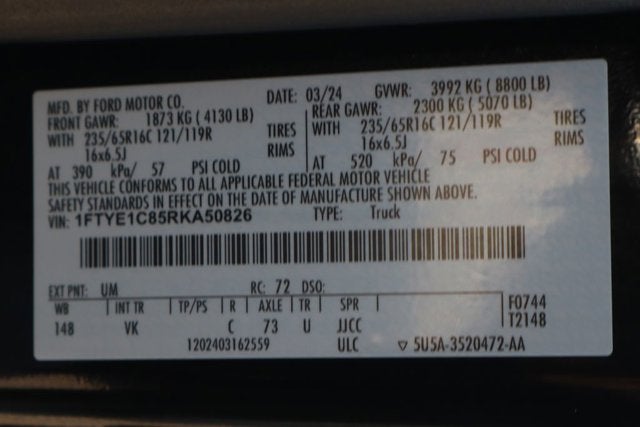 MFD. BY FORD MOTOR CO. DATE: 03/24 GVWR: 3992 KG ( 8800 LB)
FRONT GAWR: 1873 KG ( 4130 LB) REAR GAWR: 2300 KG ( 5070 LB)
WITH 235/65R16C 121/119R TIRES WITH 235/65R16C 121/119R TIRES
16x6.5J RIMS 16x6.5J RIMS
AT 390 kPa/ 57 PSI COLD AT 520 kPa/ 75 PSI COLD
THIS VEHICLE CONFORMS TO ALL APPLICABLE FEDERAL MOTOR VEHICLE
SAFETY STANDARDS IN EFFECT ON THE DATE OF MANUFACTURE SHOWN ABOVE.
VIN: 1FTYE1C85RKA50826 TYPE: Truck
EXT PNT: UM RC: 72 DSO:
WB INT TR TP/PS R AXLE TR SPR F0744
148 VK C 73 U JJCC T2148
1202403162559 ULC ▽ 5U5A-3520472-AA